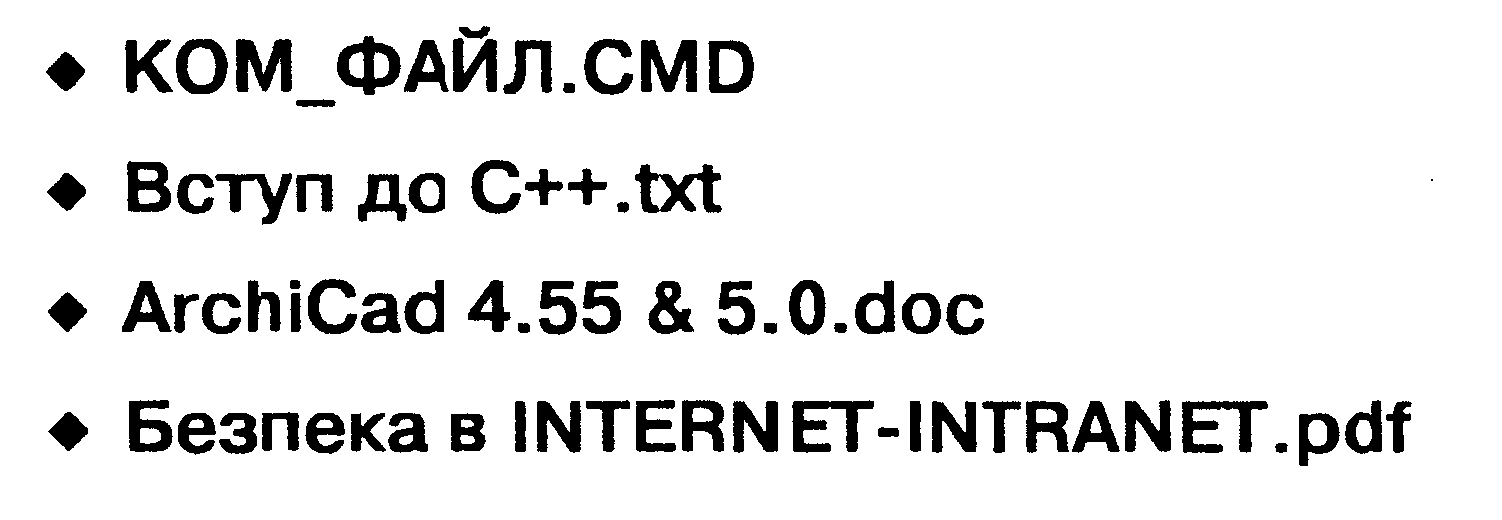 ◆ КОМ_ФАЙЛ.CMD
◆ Вступ до C++.txt
◆ ArchiCad 4.55 & 5.0.doc
◆ Безпека в INTERNET-INTRANET.pdf